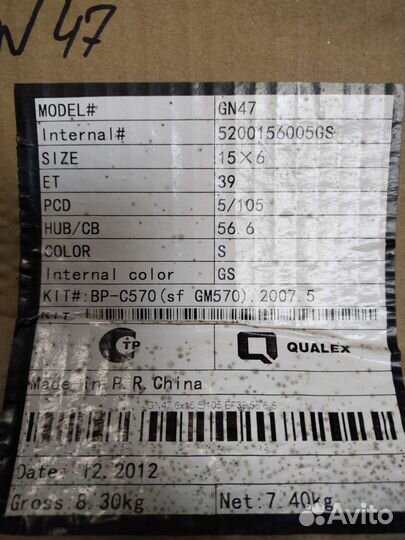 N 47
MODEL# GN47
Internal# 5200156005GS
SIZE 15×6
ET 39
PCD 5/105
HUB/CB 56.6
COLOR S
Internal color GS
KIT#:BP-C570(sf GM570).2007.5
KIT
CTP QUALEX
Made in P.R.China
Date: 12.2012
Gross:8.30kg Net:7.40kg
Avito